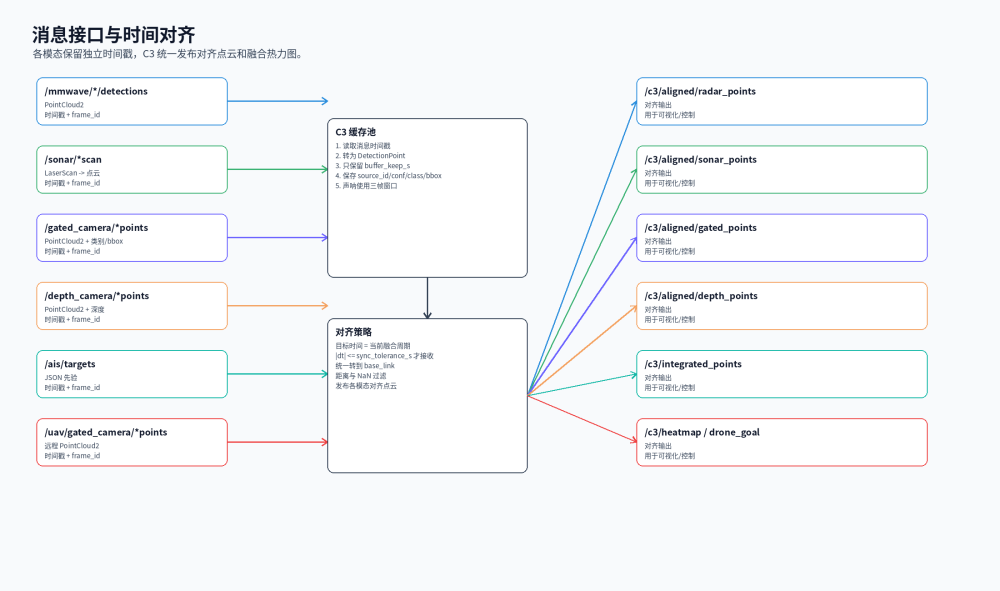 消息接口与时间对齐
各模态保留独立时间戳，C3 统一发布对齐点云和融合热力图。
/mmwave/*/detections
PointCloud2
时间戳 + frame_id
/sonar/*scan
LaserScan -> 点云
时间戳 + frame_id
/gated_camera/*points
PointCloud2 + 类别/bbox
时间戳 + frame_id
/depth_camera/*points
PointCloud2 + 深度
时间戳 + frame_id
/ais/targets
JSON 先验
时间戳 + frame_id
/uav/gated_camera/*points
远程 PointCloud2
时间戳 + frame_id
C3 缓存池
1. 读取消息时间戳
2. 转为 DetectionPoint
3. 只保留 buffer_keep_s
4. 保存 source_id/conf/class/bbox
5. 声呐使用三帧窗口
对齐策略
目标时间 = 当前融合周期
|dt| <= sync_tolerance_s 才接收
统一转到 base_link
距离与 NaN 过滤
发布各模态对齐点云
/c3/aligned/radar_points
对齐输出
用于可视化/控制
/c3/aligned/sonar_points
对齐输出
用于可视化/控制
/c3/aligned/gated_points
对齐输出
用于可视化/控制
/c3/aligned/depth_points
对齐输出
用于可视化/控制
/c3/integrated_points
对齐输出
用于可视化/控制
/c3/heatmap / drone_goal
对齐输出
用于可视化/控制